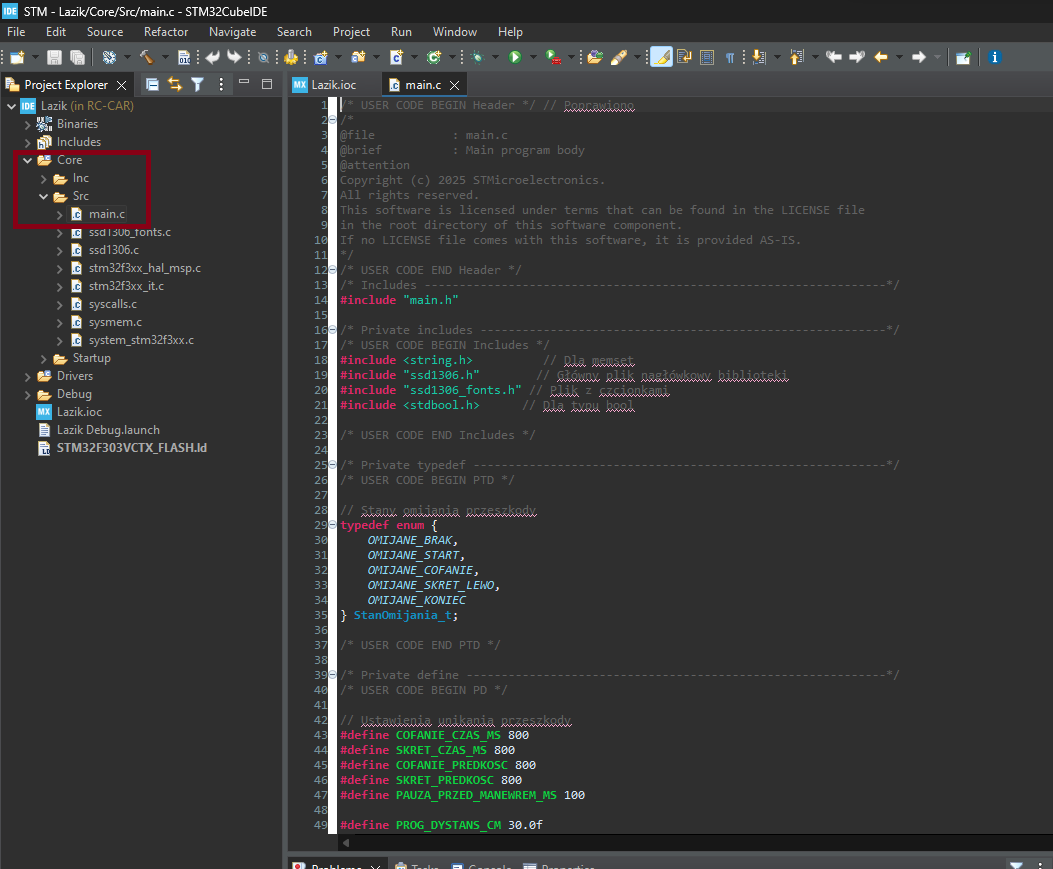 IDE STM - Lazik/Core/Src/main.c - STM32CubeIDE
File Edit Source Refactor Navigate Search Project Run Window Help
Project Explorer
MX Lazik.ioc
main.c
IDE Lazik (in RC-CAR)
Binaries
Includes
Core
Inc
Src
main.c
ssd1306_fonts.c
ssd1306.c
stm32f3xx_hal_msp.c
stm32f3xx_it.c
syscalls.c
sysmem.c
system_stm32f3xx.c
Startup
Drivers
Debug
MX Lazik.ioc
Lazik Debug.launch
STM32F303VCTX_FLASH.ld
1 /* USER CODE BEGIN Header */ // Poprawiono
2 /*
3 @file : main.c
4 @brief : Main program body
5 @attention
6 Copyright (c) 2025 STMicroelectronics.
7 All rights reserved.
8 This software is licensed under terms that can be found in the LICENSE file
9 in the root directory of this software component.
10 If no LICENSE file comes with this software, it is provided AS-IS.
11 */
12 /* USER CODE END Header */
13 /* Includes ------------------------------------------------------------------*/
14 #include "main.h"
15
16 /* Private includes ----------------------------------------------------------*/
17 /* USER CODE BEGIN Includes */
18 #include <string.h> // Dla memset
19 #include "ssd1306.h" // Główny plik nagłówkowy biblioteki
20 #include "ssd1306_fonts.h" // Plik z czcionkami
21 #include <stdbool.h> // Dla typu bool
22
23 /* USER CODE END Includes */
24
25 /* Private typedef -----------------------------------------------------------*/
26 /* USER CODE BEGIN PTD */
27
28 // Stany omijania przeszkody
29 typedef enum {
30 OMIJANE_BRAK,
31 OMIJANE_START,
32 OMIJANE_COFANIE,
33 OMIJANE_SKRET_LEWO,
34 OMIJANE_KONIEC
35 } StanOmijania_t;
36
37 /* USER CODE END PTD */
38
39 /* Private define ------------------------------------------------------------*/
40 /* USER CODE BEGIN PD */
41
42 // Ustawienia unikania przeszkody
43 #define COFANIE_CZAS_MS 800
44 #define SKRET_CZAS_MS 800
45 #define COFANIE_PREDKOSC 800
46 #define SKRET_PREDKOSC 800
47 #define PAUZA_PRZED_MANEWREM_MS 100
48
49 #define PROG_DYSTANS_CM 30.0f
Problems Tasks Console Properties